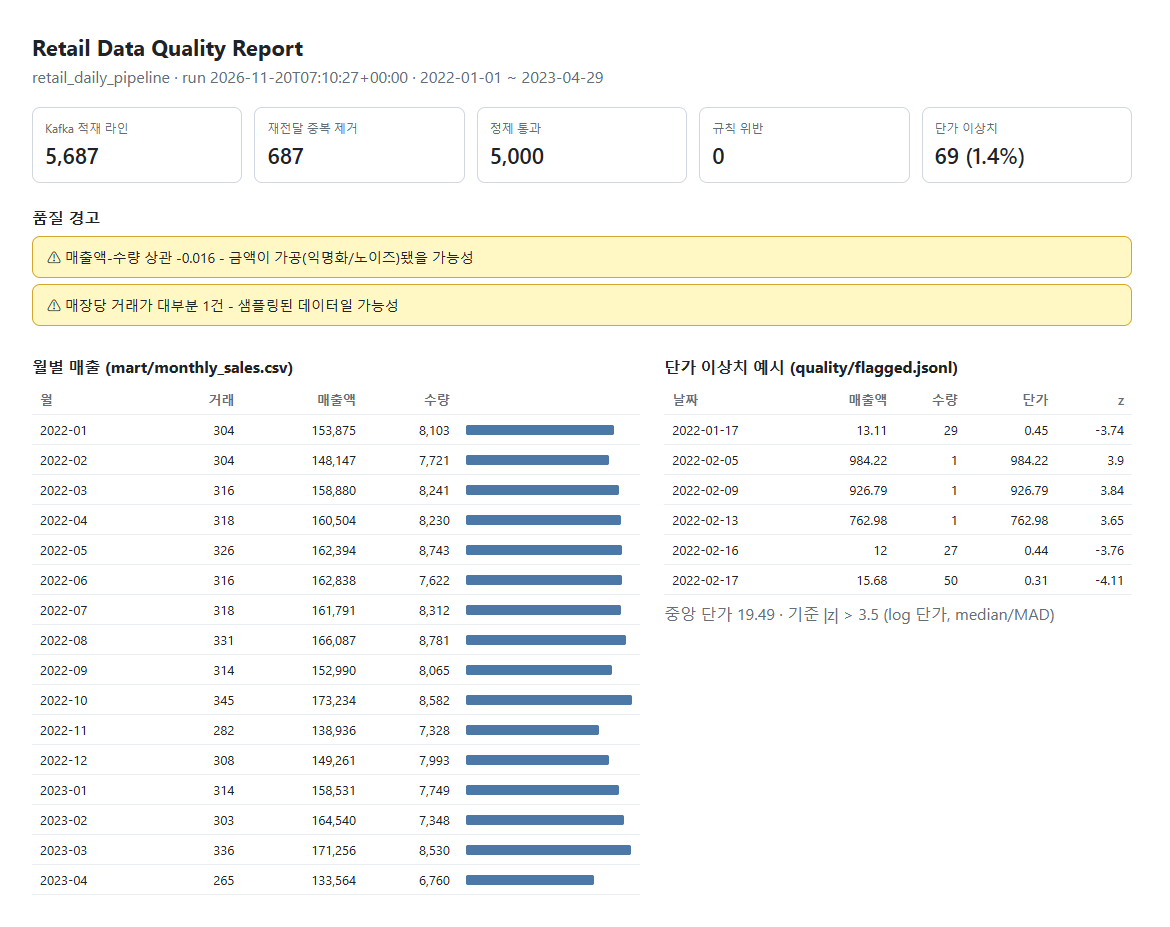 Retail Data Quality Report
retail_daily_pipeline · run 2026-11-20T07:10:27+00:00 · 2022-01-01 ~ 2023-04-29
Kafka 적재 라인
5,687
재전달 중복 제거
687
정제 통과
5,000
규칙 위반
0
단가 이상치
69 (1.4%)
품질 경고
⚠ 매출액-수량 상관 -0.016 - 금액이 가공(익명화/노이즈)됐을 가능성
⚠ 매장당 거래가 대부분 1건 - 샘플링된 데이터일 가능성
월별 매출 (mart/monthly_sales.csv)
월 거래 매출액 수량
2022-01 304 153,875 8,103
2022-02 304 148,147 7,721
2022-03 316 158,880 8,241
2022-04 318 160,504 8,230
2022-05 326 162,394 8,743
2022-06 316 162,838 7,622
2022-07 318 161,791 8,312
2022-08 331 166,087 8,781
2022-09 314 152,990 8,065
2022-10 345 173,234 8,582
2022-11 282 138,936 7,328
2022-12 308 149,261 7,993
2023-01 314 158,531 7,749
2023-02 303 164,540 7,348
2023-03 336 171,256 8,530
2023-04 265 133,564 6,760
단가 이상치 예시 (quality/flagged.jsonl)
날짜 매출액 수량 단가 z
2022-01-17 13.11 29 0.45 -3.74
2022-02-05 984.22 1 984.22 3.9
2022-02-09 926.79 1 926.79 3.84
2022-02-13 762.98 1 762.98 3.65
2022-02-16 12 27 0.44 -3.76
2022-02-17 15.68 50 0.31 -4.11
중앙 단가 19.49 · 기준 |z| > 3.5 (log 단가, median/MAD)